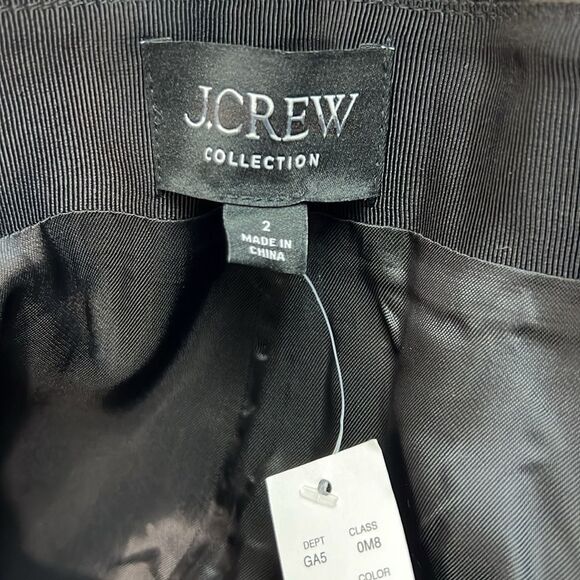 J.CREW
COLLECTION
2
MADE IN
CHINA
DEPT CLASS
GA5 0M8
COLOR